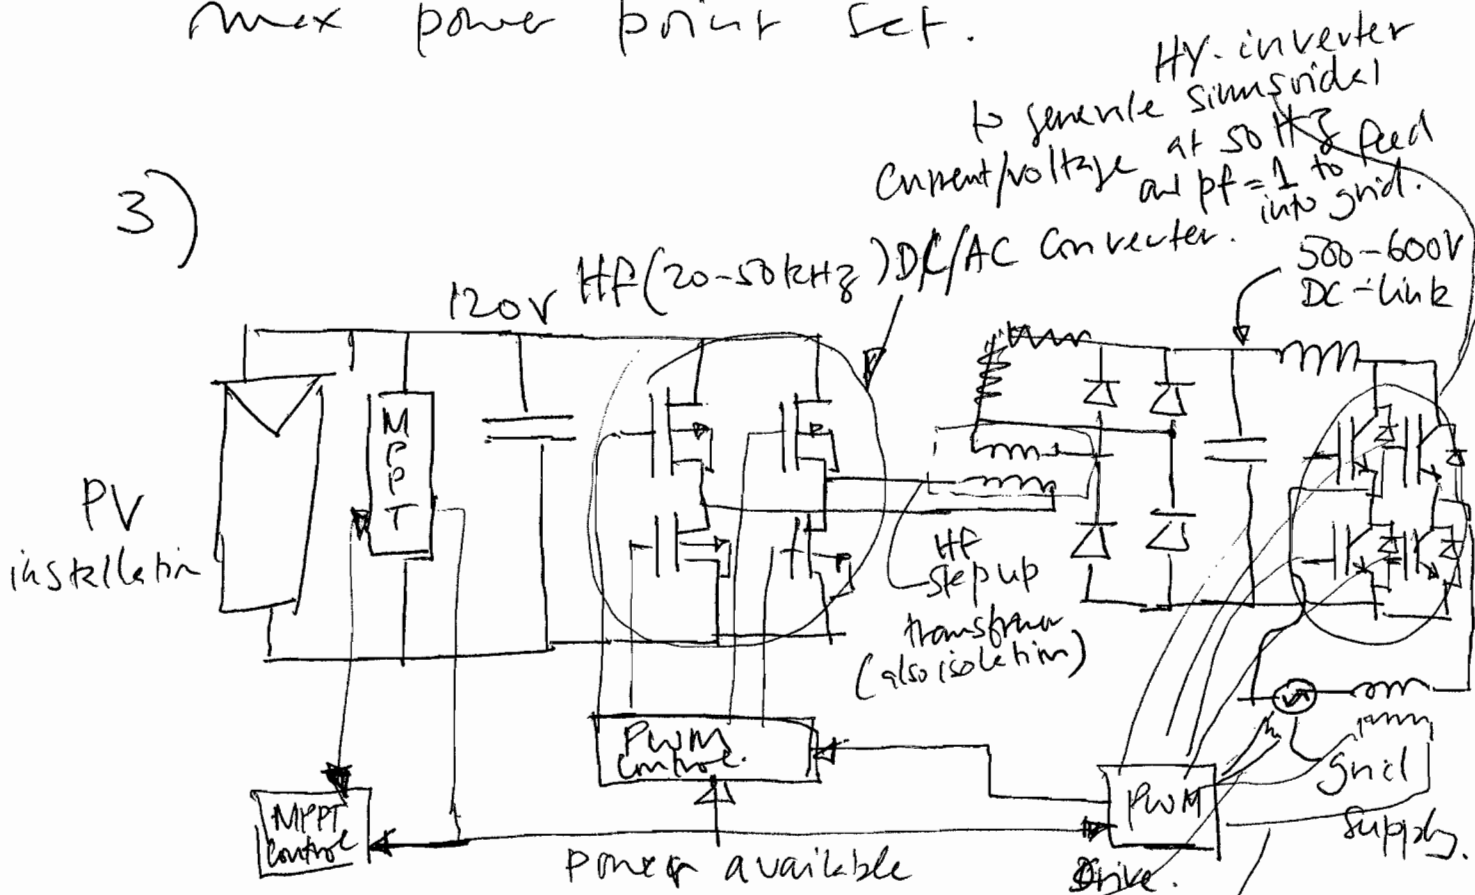 max power point set.
3)
HV-inverter
to generate sinusoidal
current/voltage at 50 Hz
and pf = 1 to feed
into grid.
Hf (20-50kHz) DC/AC Converter.
120V
500-600V
DC-link
PV
installation
MPPT
HF
step up
transformer
(also isolation)
PWM
control.
MPPT
control
Power available
PWM
Drive.
grid
supply.